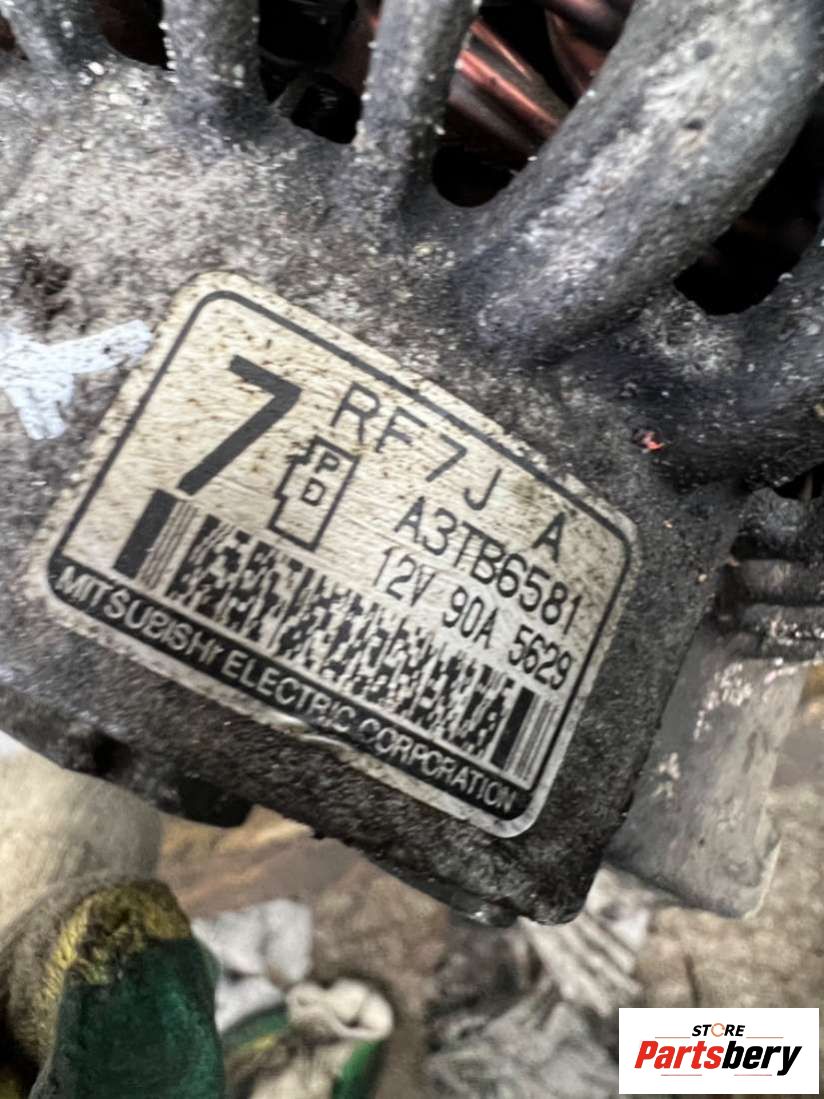 7 RF7J A
P
D
A3TB6581
12V 90A 5629
MITSUBISHI ELECTRIC CORPORATION
STORE
Partsbery